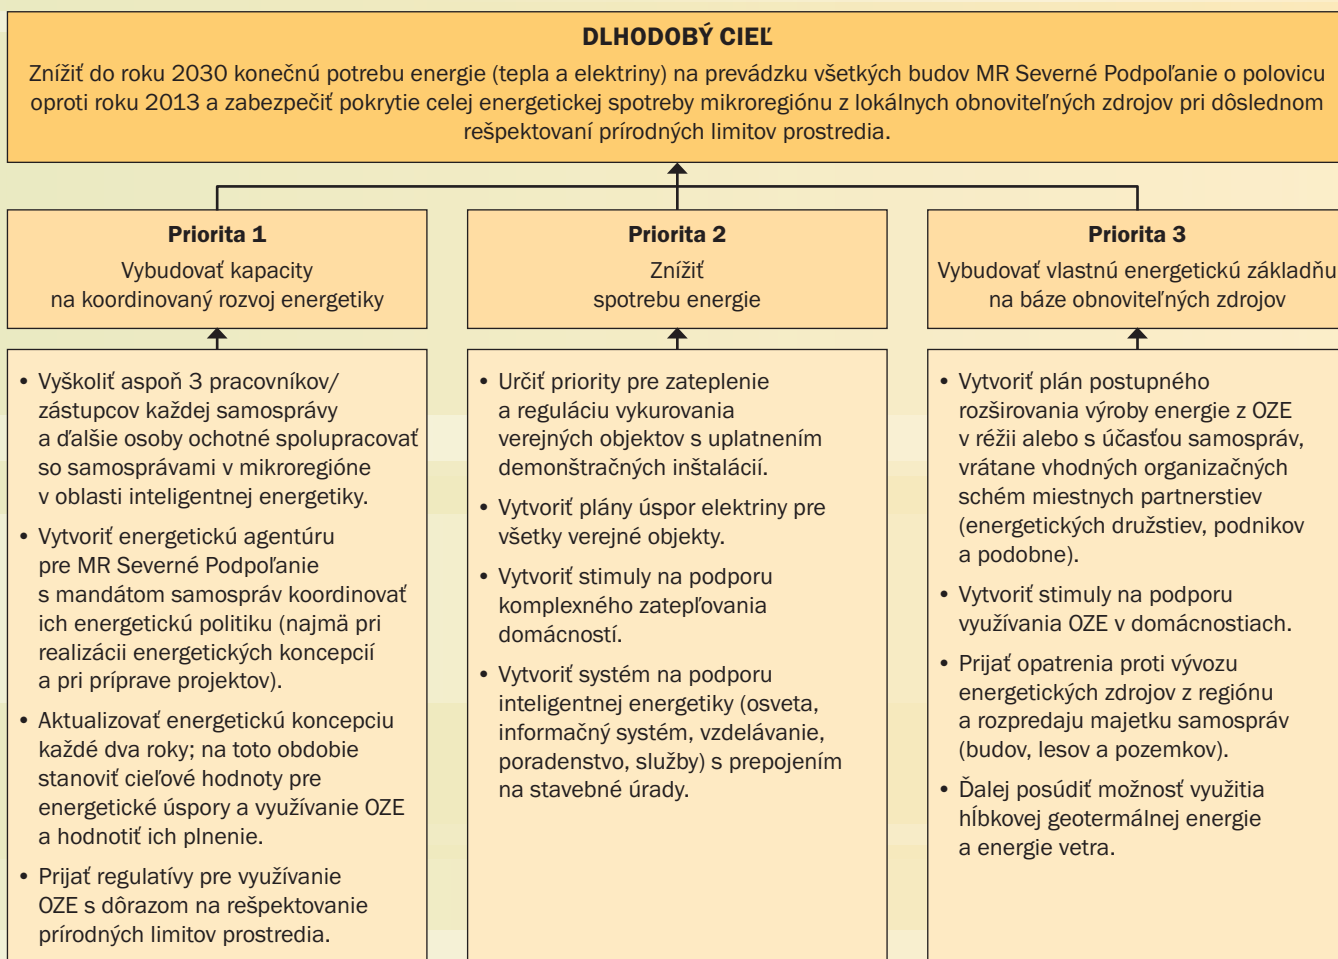 DLHODOBÝ CIEĽ
Znížiť do roku 2030 konečnú potrebu energie (tepla a elektriny) na prevádzku všetkých budov MR Severné Podpoľanie o polovicu
oproti roku 2013 a zabezpečiť pokrytie celej energetickej spotreby mikroregiónu z lokálnych obnoviteľných zdrojov pri dôslednom
rešpektovaní prírodných limitov prostredia.
Priorita 1
Vybudovať kapacity
na koordinovaný rozvoj energetiky
• Vyškoliť aspoň 3 pracovníkov/
zástupcov každej samosprávy
a ďalšie osoby ochotné spolupracovať
so samosprávami v mikroregióne
v oblasti inteligentnej energetiky.
• Vytvoriť energetickú agentúru
pre MR Severné Podpoľanie
s mandátom samospráv koordinovať
ich energetickú politiku (najmä pri
realizácii energetických koncepcií
a pri príprave projektov).
• Aktualizovať energetickú koncepciu
každé dva roky; na toto obdobie
stanoviť cieľové hodnoty pre
energetické úspory a využívanie OZE
a hodnotiť ich plnenie.
• Prijať regulatívy pre využívanie
OZE s dôrazom na rešpektovanie
prírodných limitov prostredia.
Priorita 2
Znížiť
spotrebu energie
• Určiť priority pre zateplenie
a reguláciu vykurovania
verejných objektov s uplatnením
demonštračných inštalácií.
• Vytvoriť plány úspor elektriny pre
všetky verejné objekty.
• Vytvoriť stimuly na podporu
komplexného zatepľovania
domácností.
• Vytvoriť systém na podporu
inteligentnej energetiky (osveta,
informačný systém, vzdelávanie,
poradenstvo, služby) s prepojením
na stavebné úrady.
Priorita 3
Vybudovať vlastnú energetickú základňu
na báze obnoviteľných zdrojov
• Vytvoriť plán postupného
rozširovania výroby energie z OZE
v réžii alebo s účasťou samospráv,
vrátane vhodných organizačných
schém miestnych partnerstiev
(energetických družstiev, podnikov
a podobne).
• Vytvoriť stimuly na podporu
využívania OZE v domácnostiach.
• Prijať opatrenia proti vývozu
energetických zdrojov z regiónu
a rozpredaju majetku samospráv
(budov, lesov a pozemkov).
• Ďalej posúdiť možnosť využitia
hĺbkovej geotermálnej energie
a energie vetra.